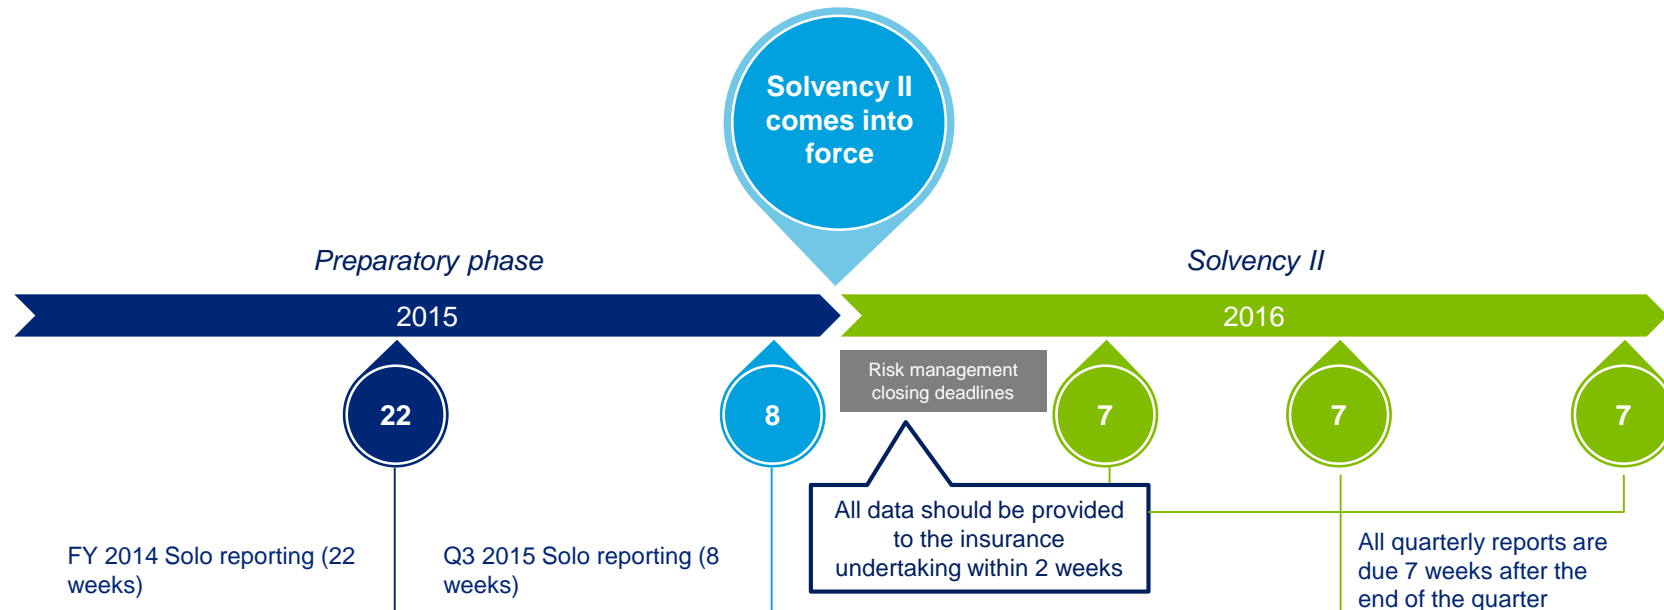 Solvency II
comes into
force
Preparatory phase
Solvency II
2015
2016
Risk management
closing deadlines
22
8
7
7
7
All data should be provided
to the insurance
undertaking within 2 weeks
FY 2014 Solo reporting (22
weeks)
Q3 2015 Solo reporting (8
weeks)
All quarterly reports are
due 7 weeks after the
end of the quarter